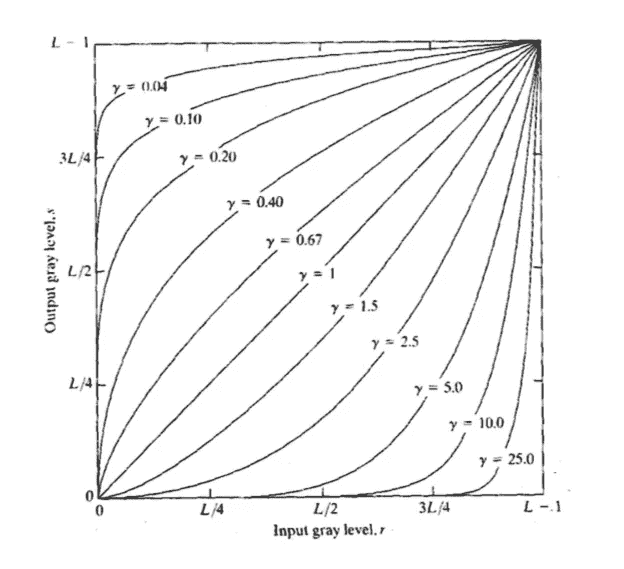 L - 1
γ = 0.04
γ = 0.10
3L/4
γ = 0.20
γ = 0.40
γ = 0.67
L/2
γ = 1
γ = 1.5
γ = 2.5
L/4
γ = 5.0
γ = 10.0
γ = 25.0
0
0
L/4
L/2
3L/4
L - 1
Output gray level, s
Input gray level, r